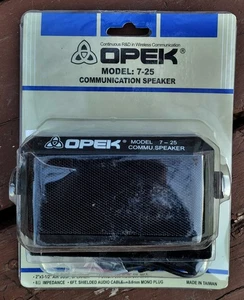 Continuous R&D in Wireless Communication
OPEK
MODEL: 7-25
COMMUNICATION SPEAKER
OPEK
MODEL 7-25
COMMU.SPEAKER
IMPEDANCE • 6FT. SHIELDED AUDIO CABLE MONO PLUG
MADE IN TAIWAN